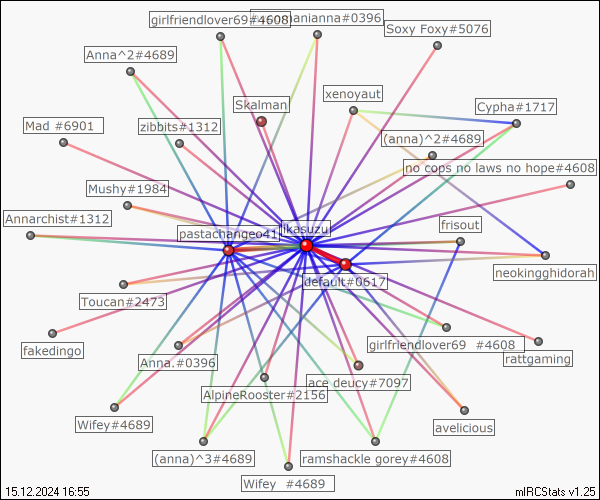 girlfriendlover69#4608
Soxy Foxy#5076
Anna^2#4689
xenoyaut
Skalman
Cypha#1717
Mad #6901
zibbits#1312
(anna)^2#4689
no cops no laws no hope#4608
Mushy#1984
Annarchist#1312
pastachangeo41
ikasuzu
frisout
neokingghidorah
default#0617
Toucan#2473
fakedingo
girlfriendlover69 #4608
rattgaming
Anna.#0396
ace deucy#7097
AlpineRooster#2156
Wifey#4689
avelicious
(anna)^3#4689
ramshackle gorey#4608
Wifey #4689
15.12.2024 16:55
mIRCStats v1.25